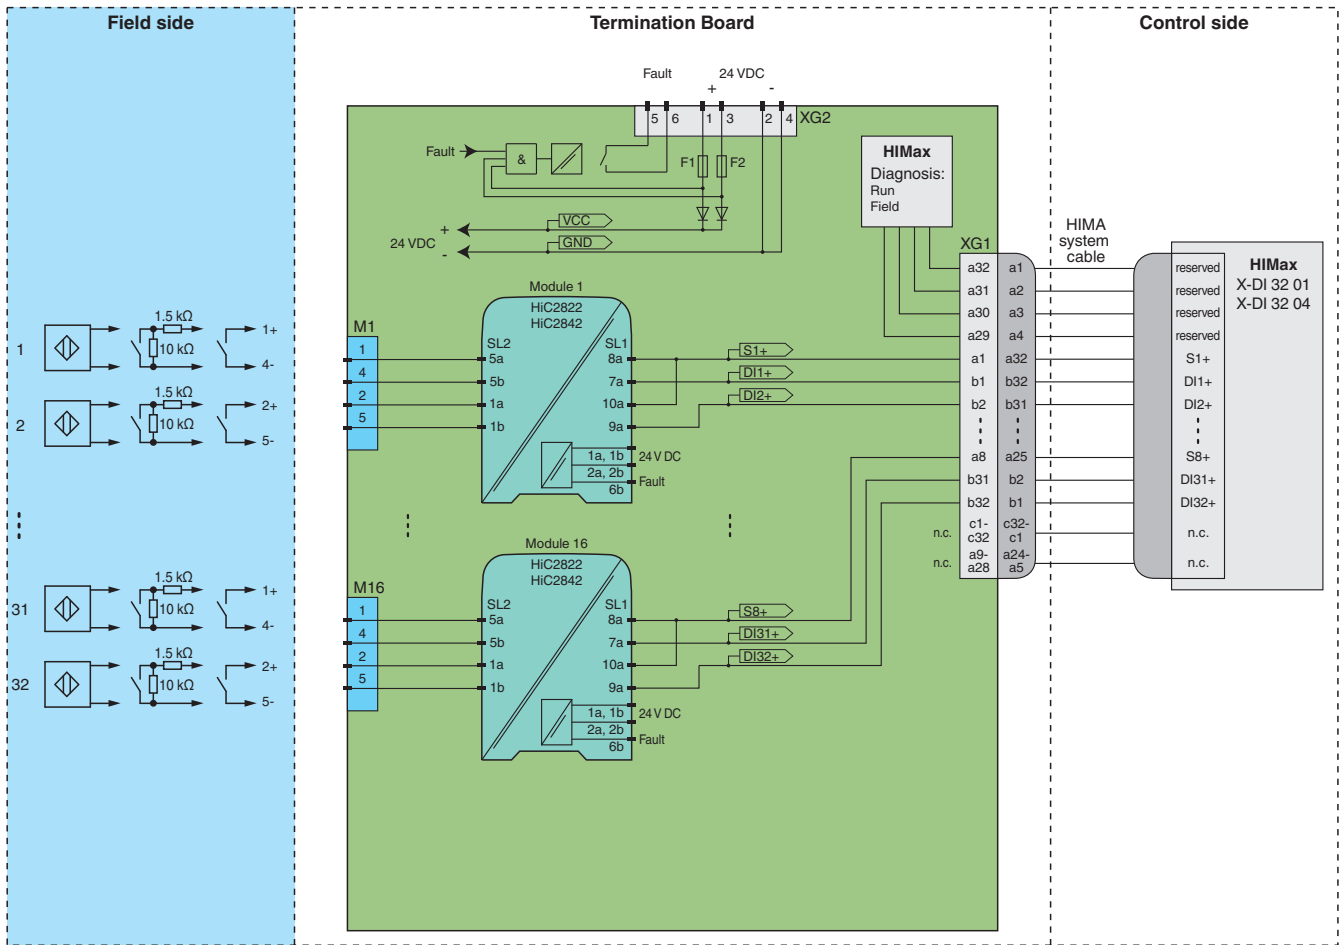 Field side
Termination Board
Control side
Fault
24 VDC
+
-
5 6 1 3 2 4 XG2
Fault
&
F1
F2
VCC
GND
+
24 VDC
-
HIMax
Diagnosis:
Run
Field
HIMA
system
cable
XG1
HIMax
X-DI 32 01
X-DI 32 04
a32 a1 reserved
a31 a2 reserved
a30 a3 reserved
a29 a4 reserved
a1 a32 S1+
b1 b32 DI1+
b2 b31 DI2+
a8 a25 S8+
b31 b2 DI31+
b32 b1 DI32+
n.c. c1-c32 c32-c1 n.c.
n.c. a9-a28 a24-a5 n.c.
1
1.5 kΩ
10 kΩ
1+
4-
2
1.5 kΩ
10 kΩ
2+
5-
31
1.5 kΩ
10 kΩ
1+
4-
32
1.5 kΩ
10 kΩ
2+
5-
M1
1
4
2
5
Module 1
HiC2822
HiC2842
SL2
SL1
5a
5b
1a
1b
8a
7a
10a
9a
1a, 1b
2a, 2b
6b
24 V DC
Fault
S1+
DI1+
DI2+
M16
1
4
2
5
Module 16
HiC2822
HiC2842
SL2
SL1
5a
5b
1a
1b
8a
7a
10a
9a
1a, 1b
2a, 2b
6b
24 V DC
Fault
S8+
DI31+
DI32+